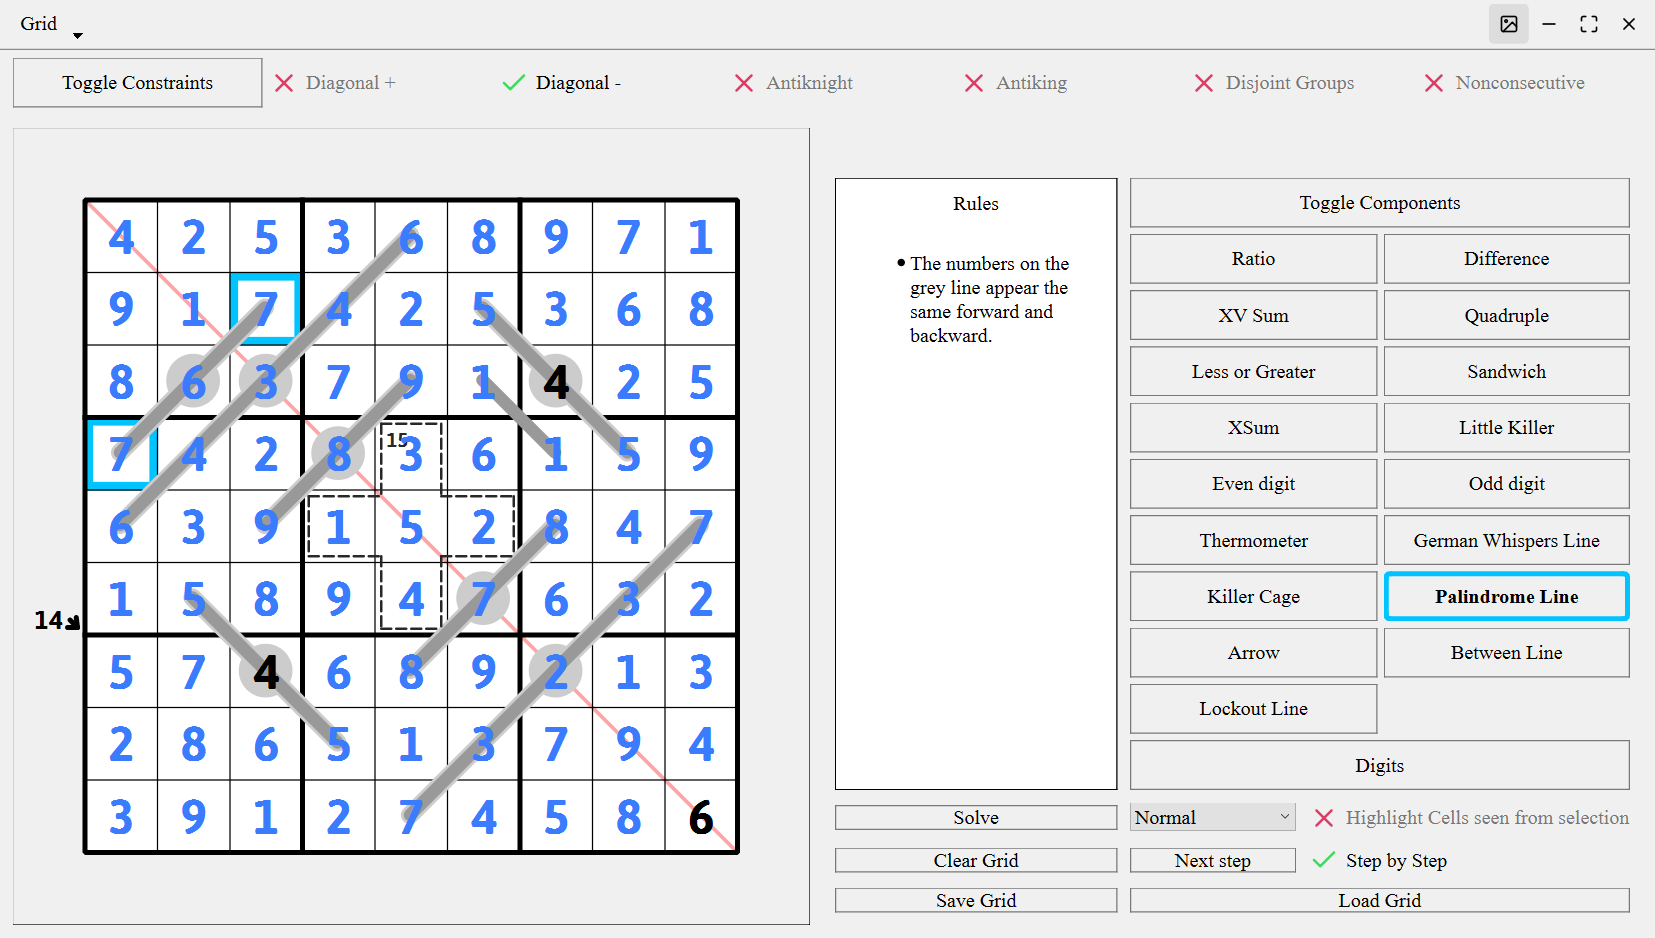 Grid
Toggle Constraints
Diagonal +
Diagonal -
Antiknight
Antiking
Disjoint Groups
Nonconsecutive
4 2 5 3 6 8 9 7 1
9 1 7 4 2 5 3 6 8
8 6 3 7 9 1 4 2 5
15
7 4 2 8 3 6 1 5 9
6 3 9 1 5 2 8 4 7
1 5 8 9 4 7 6 3 2
14
5 7 4 6 8 9 2 1 3
2 8 6 5 1 3 7 9 4
3 9 1 2 7 4 5 8 6
Rules
• The numbers on the
grey line appear the
same forward and
backward.
Toggle Components
Ratio
Difference
XV Sum
Quadruple
Less or Greater
Sandwich
XSum
Little Killer
Even digit
Odd digit
Thermometer
German Whispers Line
Killer Cage
Palindrome Line
Arrow
Between Line
Lockout Line
Digits
Solve
Normal
Highlight Cells seen from selection
Clear Grid
Next step
Step by Step
Save Grid
Load Grid